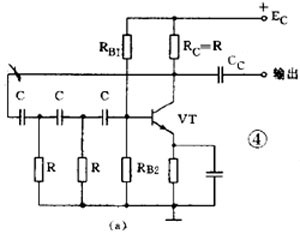 +
E_C
R_B1
R_C=R
C_C
输出
C
C
C
VT
④
R
R
R_B2
(a)